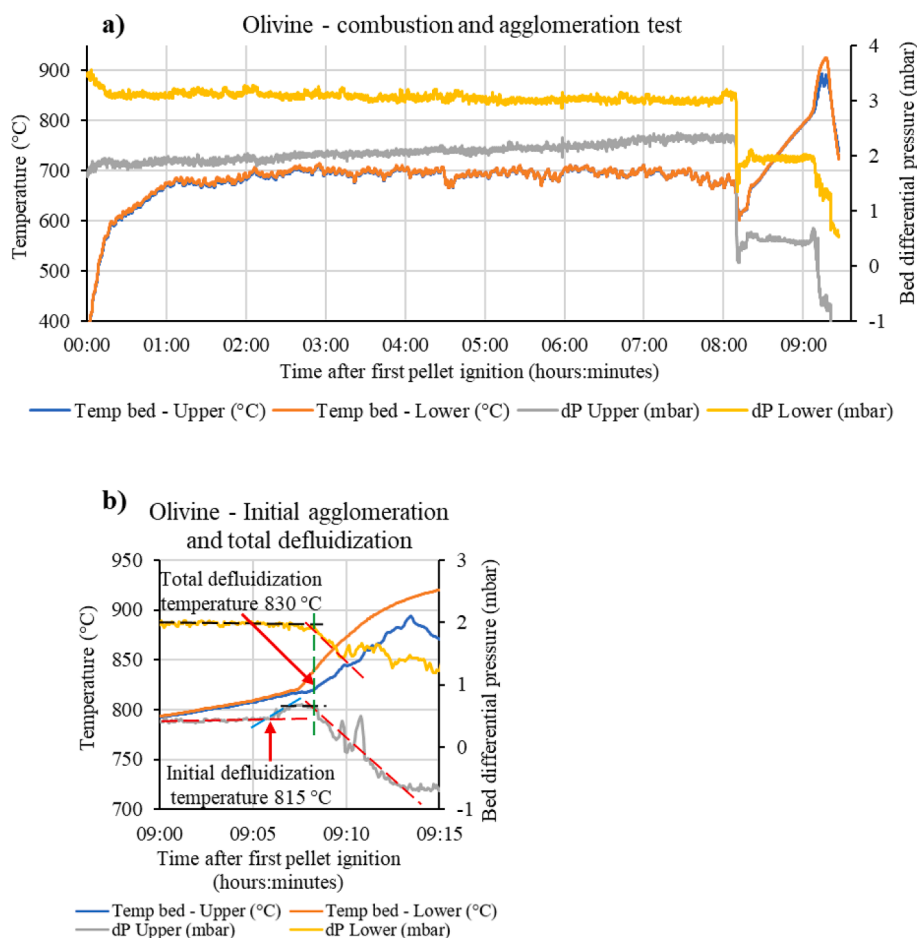 a)
Olivine - combustion and agglomeration test
Temperature (°C)
900
800
700
600
500
400
4
3
2
1
0
-1
Bed differential pressure (mbar)
00:00 01:00 02:00 03:00 04:00 05:00 06:00 07:00 08:00 09:00
Time after first pellet ignition (hours:minutes)
Temp bed - Upper (°C) Temp bed - Lower (°C) dP Upper (mbar) dP Lower (mbar)
b)
Olivine - Initial agglomeration
and total defluidization
Temperature (°C)
950
900
850
800
750
700
Total defluidization
temperature 830 °C
Initial defluidization
temperature 815 °C
3
2
1
0
-1
Bed differential pressure (mbar)
09:00 09:05 09:10 09:15
Time after first pellet ignition
(hours:minutes)
Temp bed - Upper (°C) Temp bed - Lower (°C)
dP Upper (mbar) dP Lower (mbar)